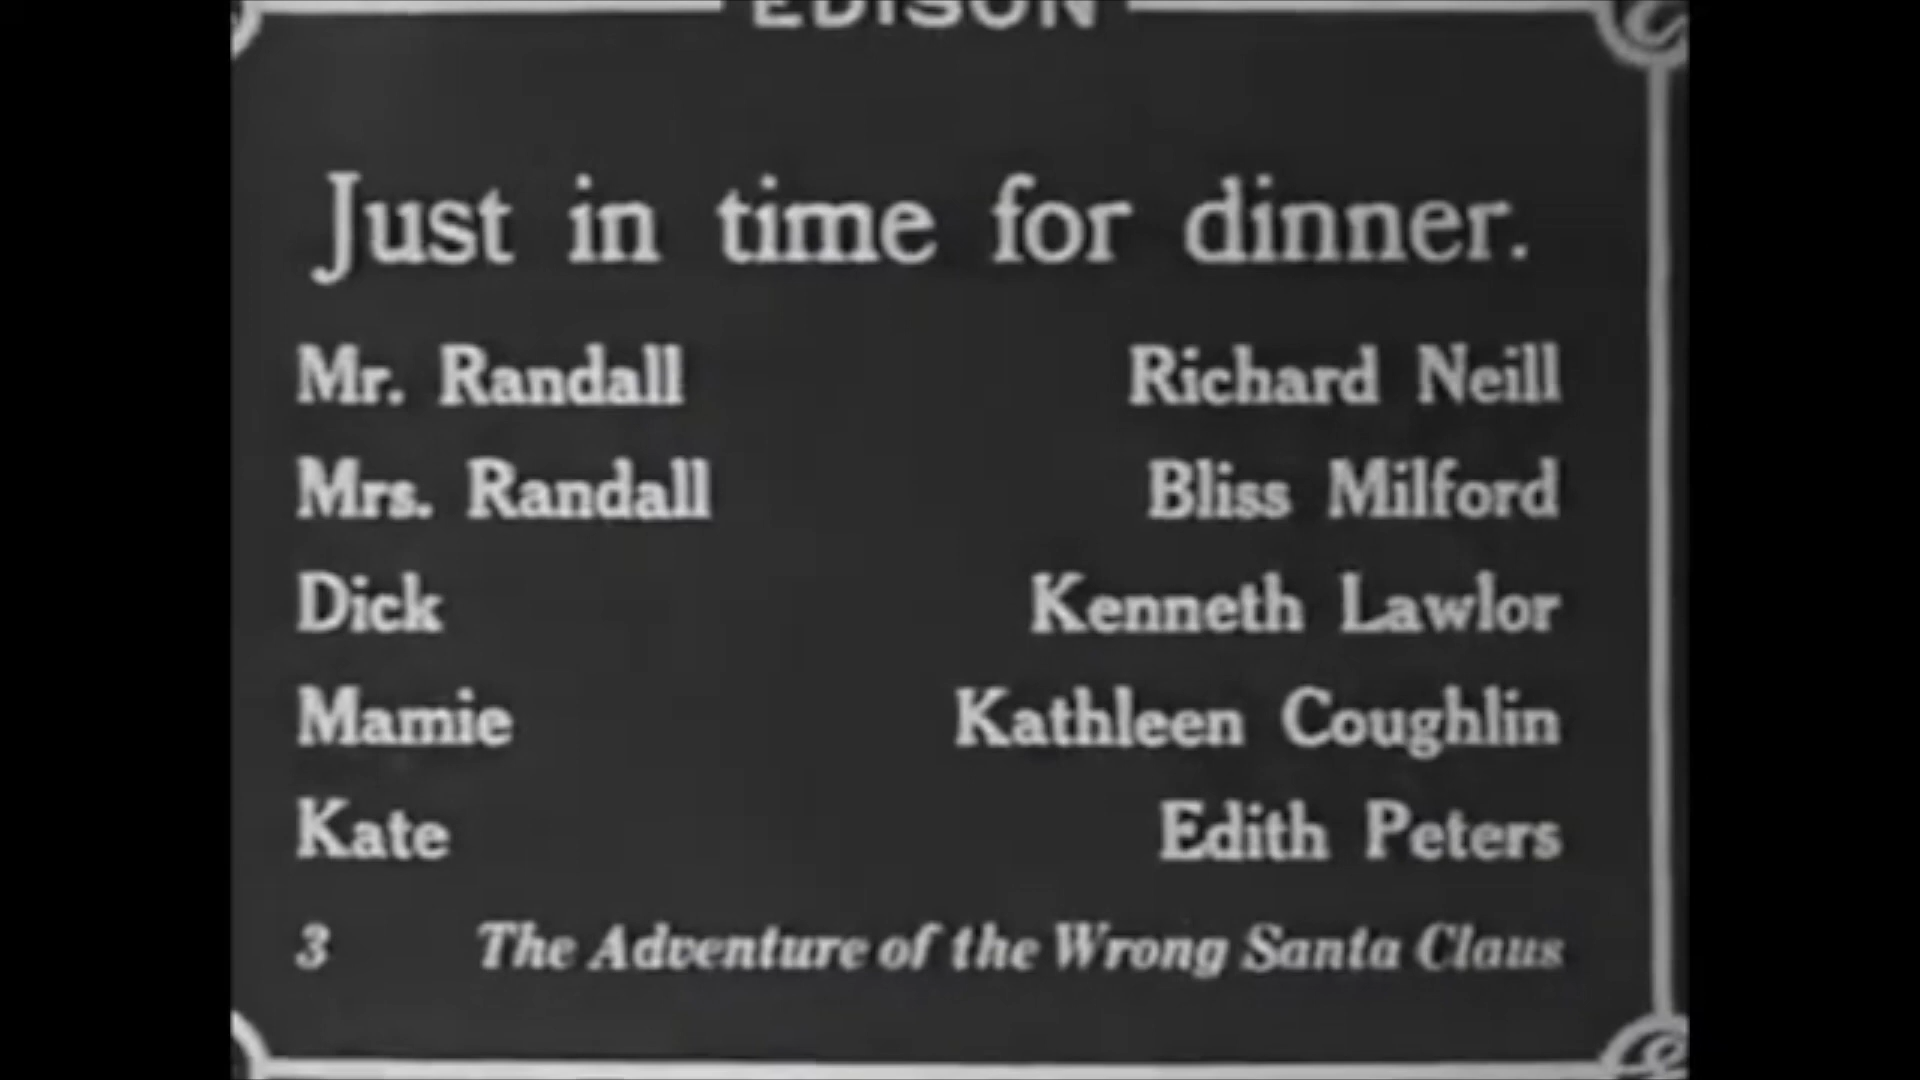 EDISON
Just in time for dinner.
Mr. Randall Richard Neill
Mrs. Randall Bliss Milford
Dick Kenneth Lawlor
Mamie Kathleen Coughlin
Kate Edith Peters
3 The Adventure of the Wrong Santa Claus